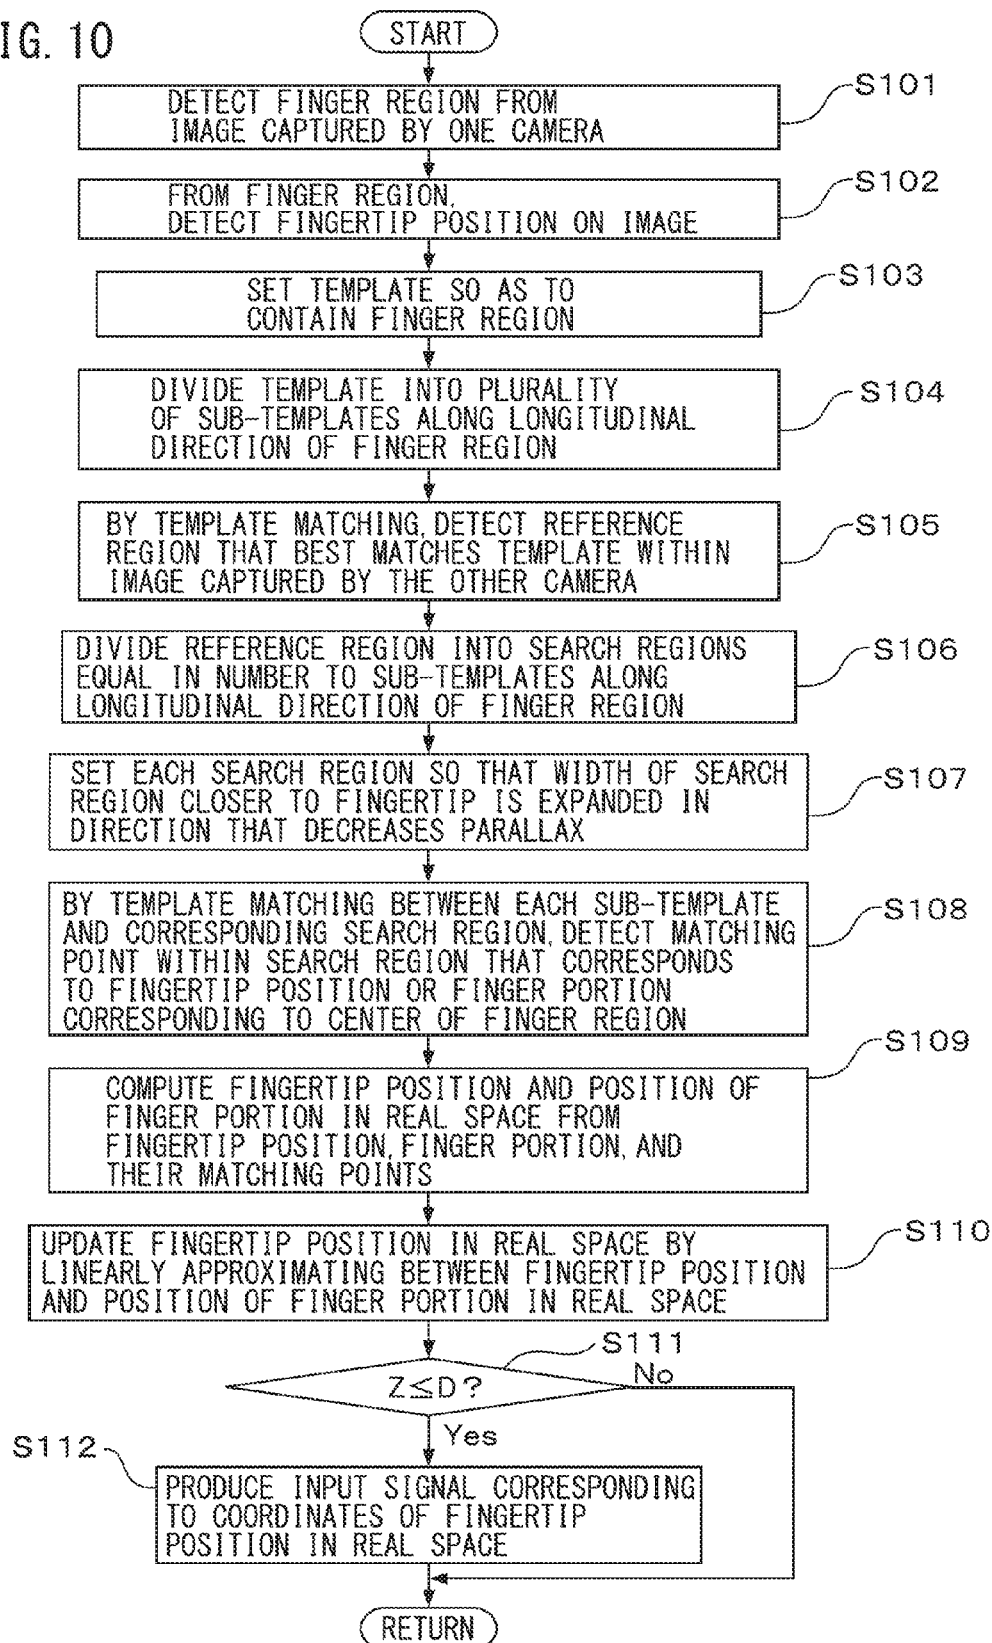 IG. 10
START
S101
DETECT FINGER REGION FROM
IMAGE CAPTURED BY ONE CAMERA
S102
FROM FINGER REGION,
DETECT FINGERTIP POSITION ON IMAGE
S103
SET TEMPLATE SO AS TO
CONTAIN FINGER REGION
S104
DIVIDE TEMPLATE INTO PLURALITY
OF SUB-TEMPLATES ALONG LONGITUDINAL
DIRECTION OF FINGER REGION
S105
BY TEMPLATE MATCHING, DETECT REFERENCE
REGION THAT BEST MATCHES TEMPLATE WITHIN
IMAGE CAPTURED BY THE OTHER CAMERA
S106
DIVIDE REFERENCE REGION INTO SEARCH REGIONS
EQUAL IN NUMBER TO SUB-TEMPLATES ALONG
LONGITUDINAL DIRECTION OF FINGER REGION
S107
SET EACH SEARCH REGION SO THAT WIDTH OF SEARCH
REGION CLOSER TO FINGERTIP IS EXPANDED IN
DIRECTION THAT DECREASES PARALLAX
S108
BY TEMPLATE MATCHING BETWEEN EACH SUB-TEMPLATE
AND CORRESPONDING SEARCH REGION, DETECT MATCHING
POINT WITHIN SEARCH REGION THAT CORRESPONDS
TO FINGERTIP POSITION OR FINGER PORTION
CORRESPONDING TO CENTER OF FINGER REGION
S109
COMPUTE FINGERTIP POSITION AND POSITION OF
FINGER PORTION IN REAL SPACE FROM
FINGERTIP POSITION, FINGER PORTION, AND
THEIR MATCHING POINTS
S110
UPDATE FINGERTIP POSITION IN REAL SPACE BY
LINEARLY APPROXIMATING BETWEEN FINGERTIP POSITION
AND POSITION OF FINGER PORTION IN REAL SPACE
S111
Z≤D?
No
Yes
S112
PRODUCE INPUT SIGNAL CORRESPONDING
TO COORDINATES OF FINGERTIP
POSITION IN REAL SPACE
RETURN